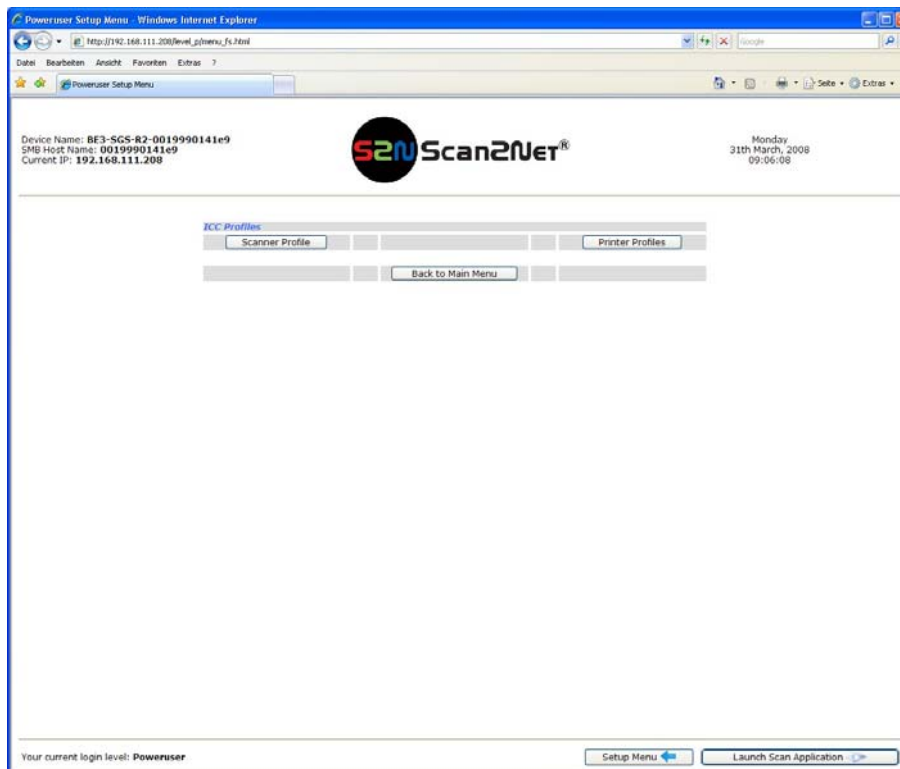 Poweruser Setup Menu - Windows Internet Explorer
http://192.168.111.208/level_p/menu_fs.html
Google
Datei Bearbeiten Ansicht Favoriten Extras ?
Poweruser Setup Menu
Seite Extras
Device Name: BE3-SGS-R2-0019990141e9
SMB Host Name: 0019990141e9
Current IP: 192.168.111.208
S2N Scan2Net®
Monday
31th March, 2008
09:06:08
ICC Profiles
Scanner Profile Printer Profiles
Back to Main Menu
Your current login level: Poweruser
Setup Menu Launch Scan Application